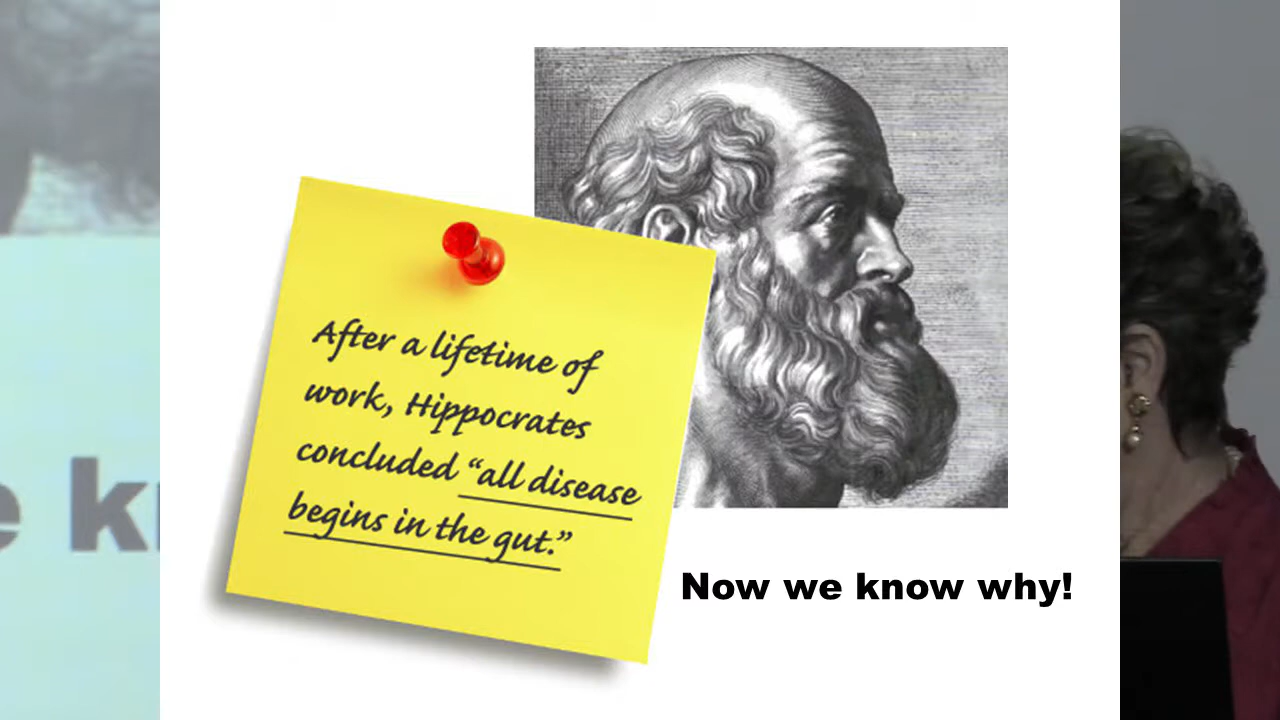 After a lifetime of
work, Hippocrates
concluded “all disease
begins in the gut.”
Now we know why!